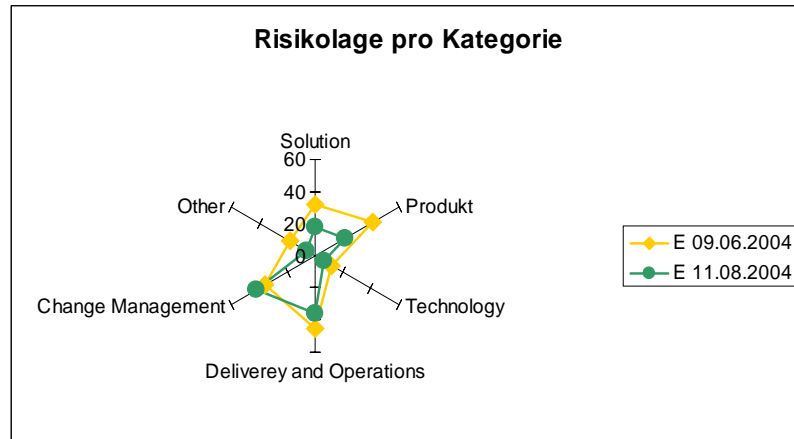 Risikolage pro Kategorie
Solution
60
40
20
0
Other
Produkt
Change Management
Technology
Deliverey and Operations
E 09.06.2004
E 11.08.2004